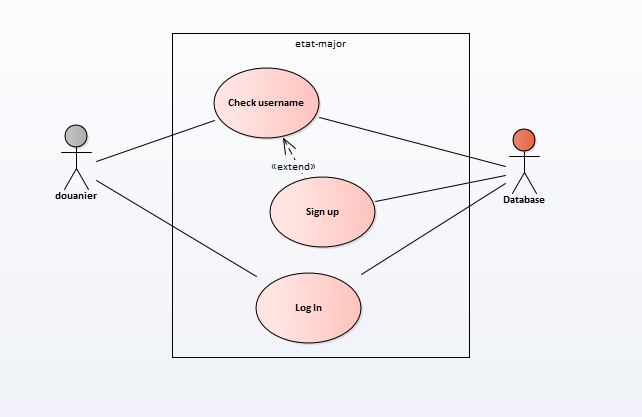 etat-major
Check username
«extend»
douanier
Database
Sign up
Log In